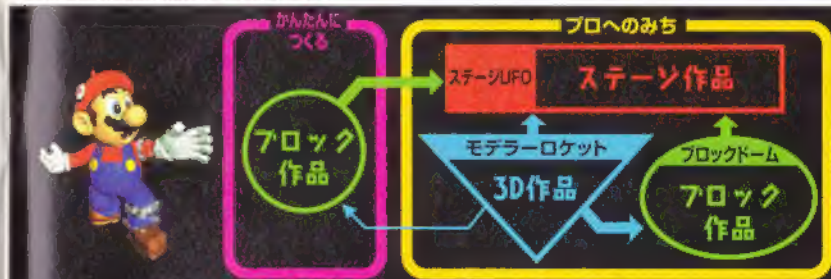 かんたんに
つくる
プロへのみち
ステージUFO
ステージ作品
ブロック
作品
モデラーロケット
3D作品
ブロックドーム
ブロック
作品